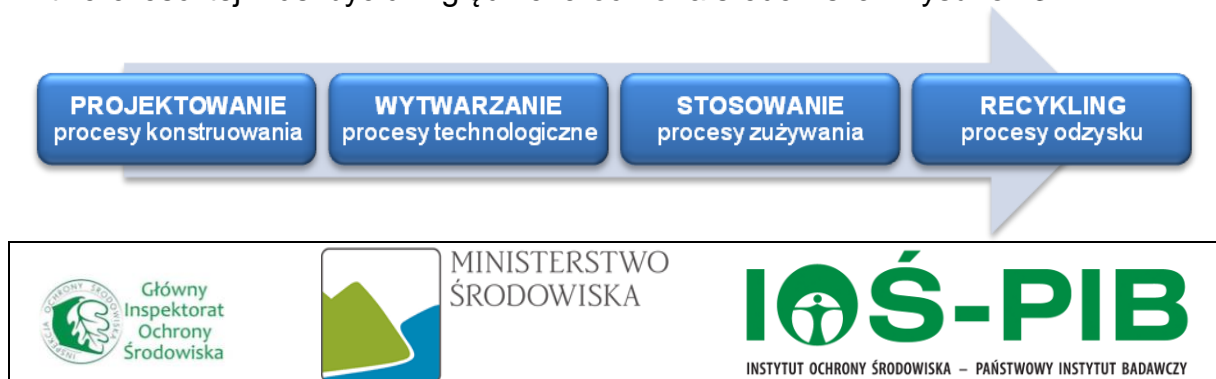 PROJEKTOWANIE
procesy konstruowania
WYTWARZANIE
procesy technologiczne
STOSOWANIE
procesy zużywania
RECYKLING
procesy odzysku
Główny
Inspektorat
Ochrony
Środowiska
MINISTERSTWO
ŚRODOWISKA
IOŚ-PIB
INSTYTUT OCHRONY ŚRODOWISKA – PAŃSTWOWY INSTYTUT BADAWCZY